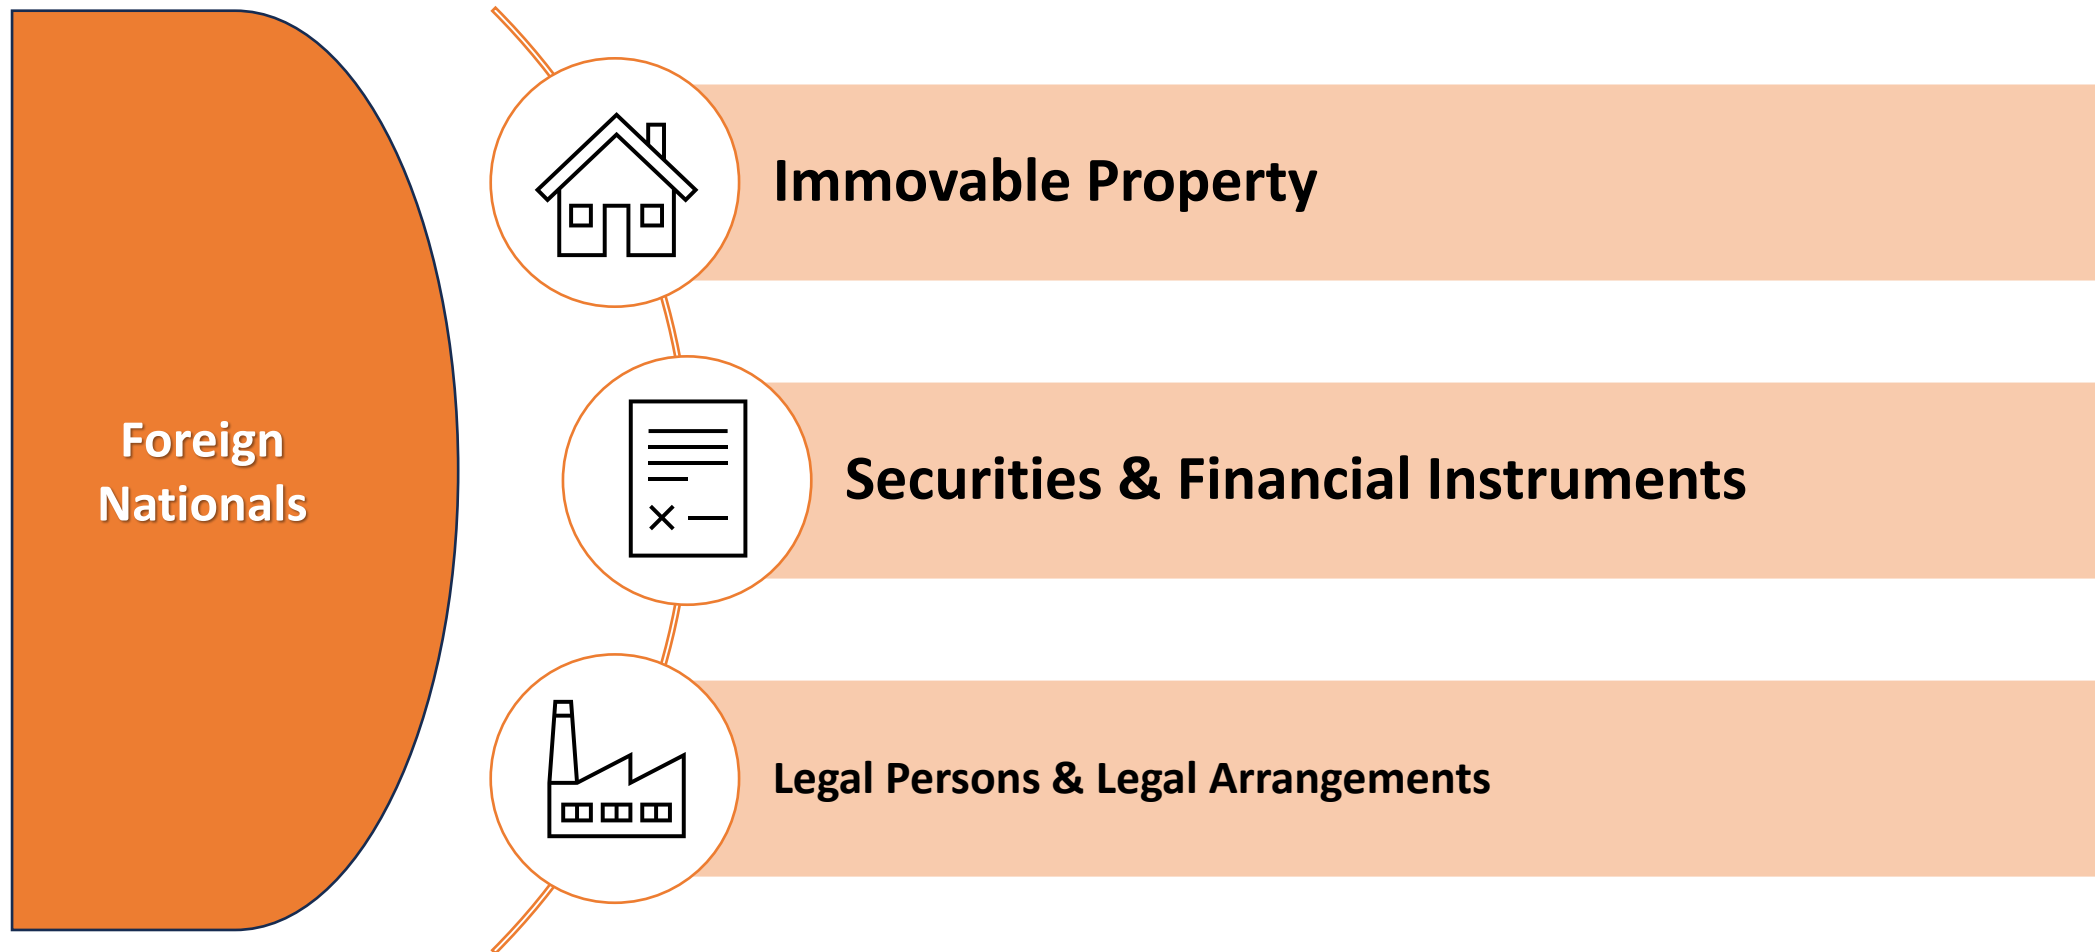 Foreign
Nationals
Immovable Property
Securities & Financial Instruments
Legal Persons & Legal Arrangements